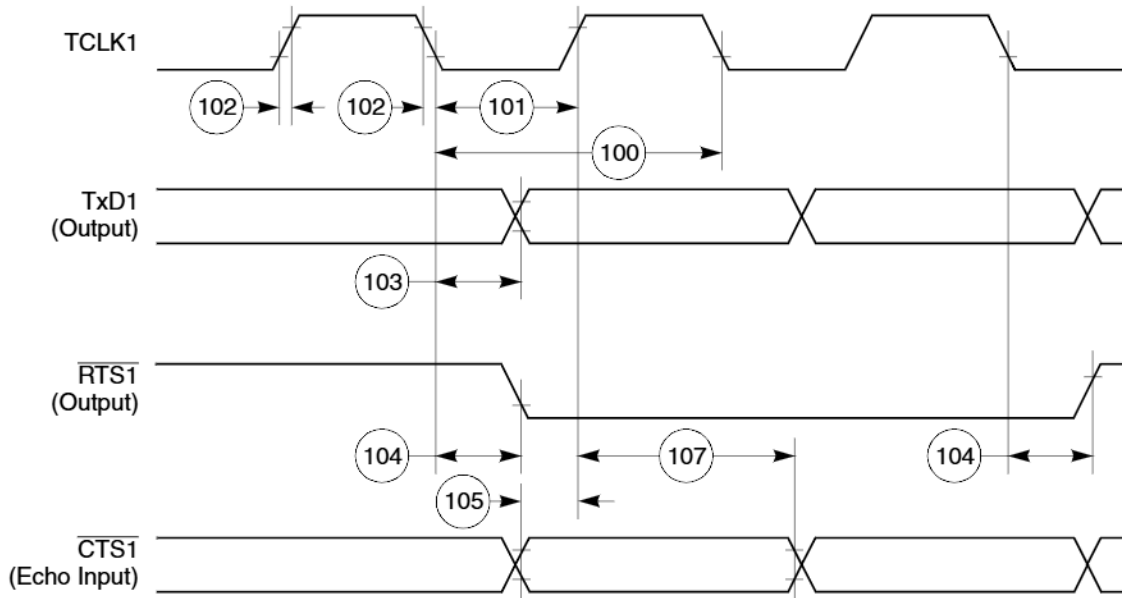 TCLK1
102
102
101
100
TxD1
(Output)
103
RTS1
(Output)
104
107
104
105
CTS1
(Echo Input)